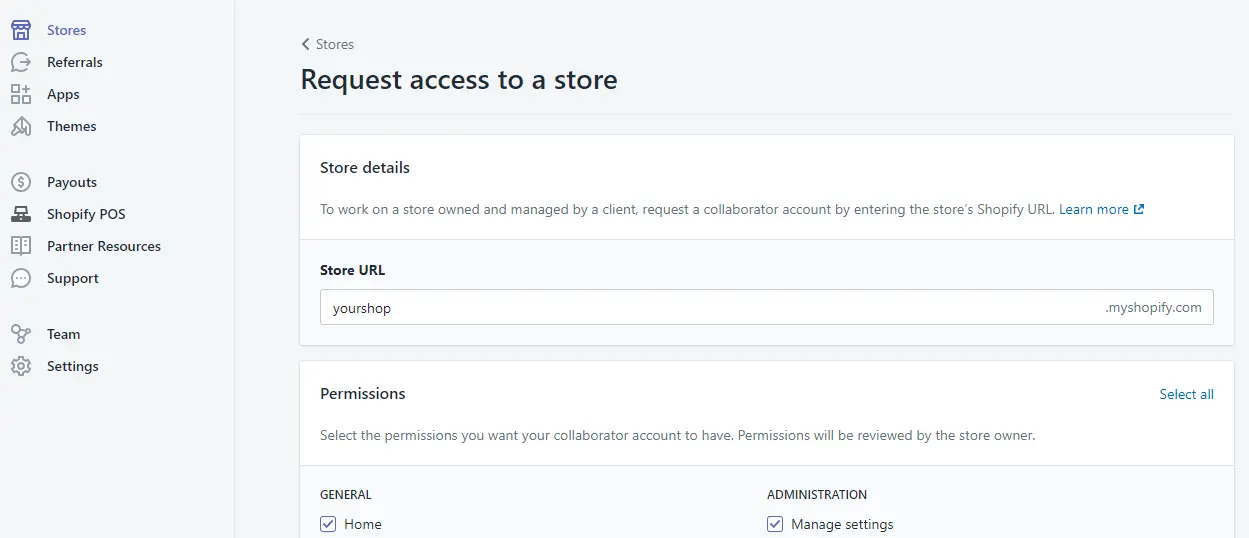 Stores
Referrals
Apps
Themes
Payouts
Shopify POS
Partner Resources
Support
Team
Settings
Stores
Request access to a store
Store details
To work on a store owned and managed by a client, request a collaborator account by entering the store's Shopify URL. Learn more
Store URL
yourshop .myshopify.com
Permissions Select all
Select the permissions you want your collaborator account to have. Permissions will be reviewed by the store owner.
GENERAL ADMINISTRATION
Home Manage settings